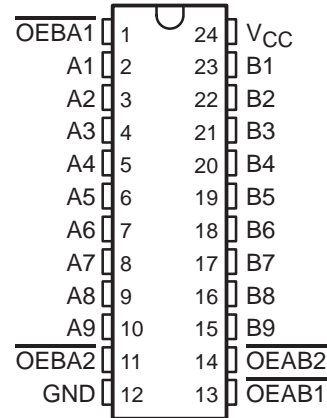 OEBA1 1 24 VCC
A1 2 23 B1
A2 3 22 B2
A3 4 21 B3
A4 5 20 B4
A5 6 19 B5
A6 7 18 B6
A7 8 17 B7
A8 9 16 B8
A9 10 15 B9
OEBA2 11 14 OEAB2
GND 12 13 OEAB1